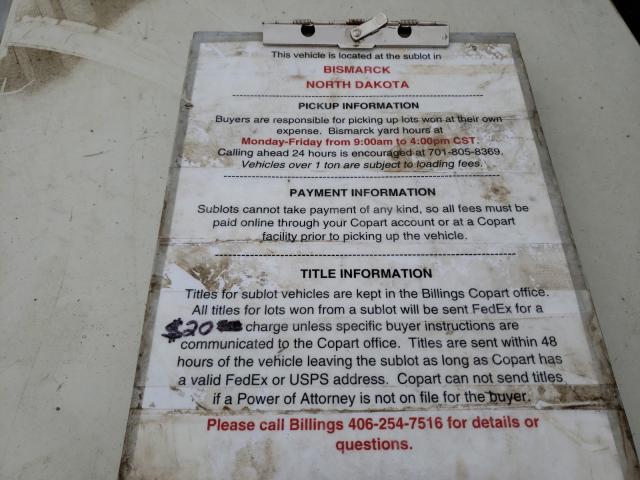 This vehicle is located at the sublot in
BISMARCK
NORTH DAKOTA
PICKUP INFORMATION
Buyers are responsible for picking up lots won at their own
expense. Bismarck yard hours at
Monday-Friday from 9:00am to 4:00pm CST.
Calling ahead 24 hours is encouraged at 701-805-8369.
Vehicles over 1 ton are subject to loading fees.
PAYMENT INFORMATION
Sublots cannot take payment of any kind, so all fees must be
paid online through your Copart account or at a Copart
facility prior to picking up the vehicle.
TITLE INFORMATION
Titles for sublot vehicles are kept in the Billings Copart office.
All titles for lots won from a sublot will be sent FedEx for a
$20 charge unless specific buyer instructions are
communicated to the Copart office. Titles are sent within 48
hours of the vehicle leaving the sublot as long as Copart has
a valid FedEx or USPS address. Copart can not send titles
if a Power of Attorney is not on file for the buyer.
Please call Billings 406-254-7516 for details or
questions.